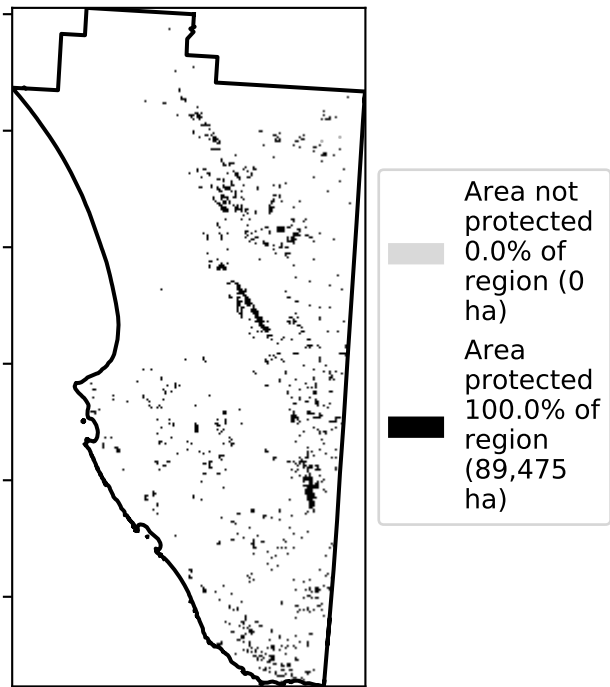 Area not
protected
0.0% of
region (0
ha)
Area
protected
100.0% of
region
(89,475
ha)